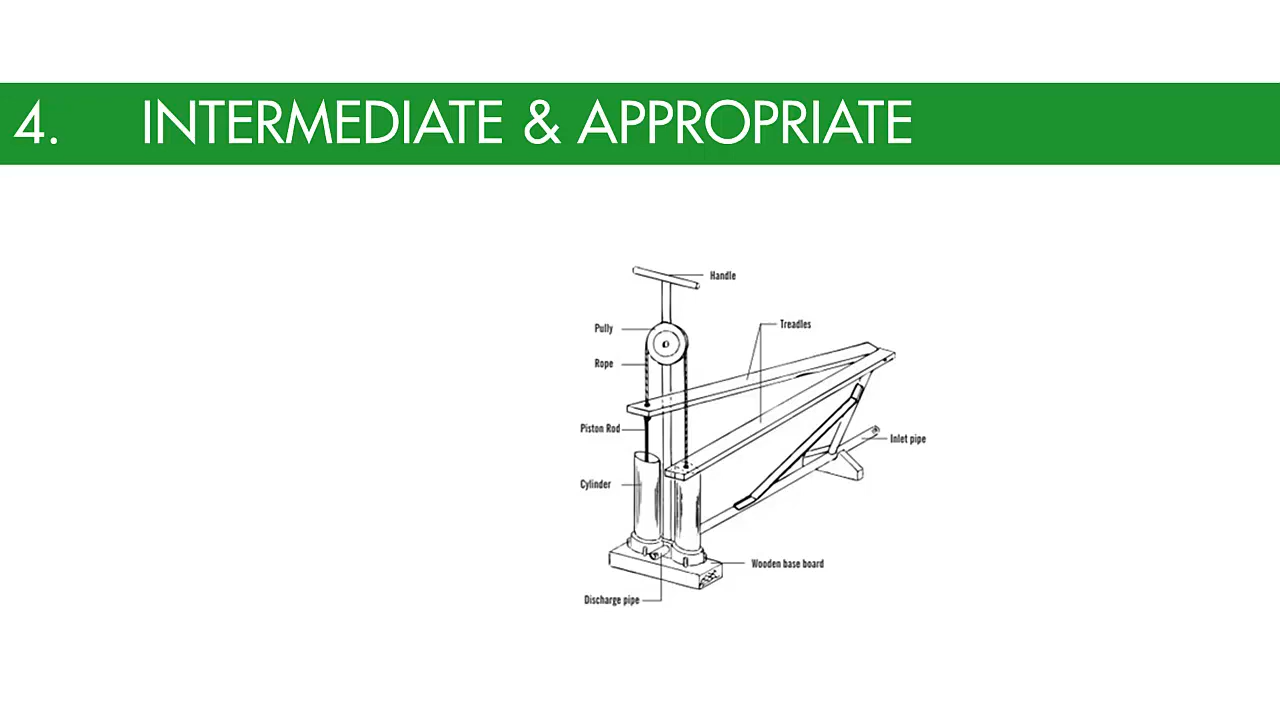 4. INTERMEDIATE & APPROPRIATE
Handle
Pully
Treadles
Rope
Piston Rod
Inlet pipe
Cylinder
Wooden base board
Discharge pipe